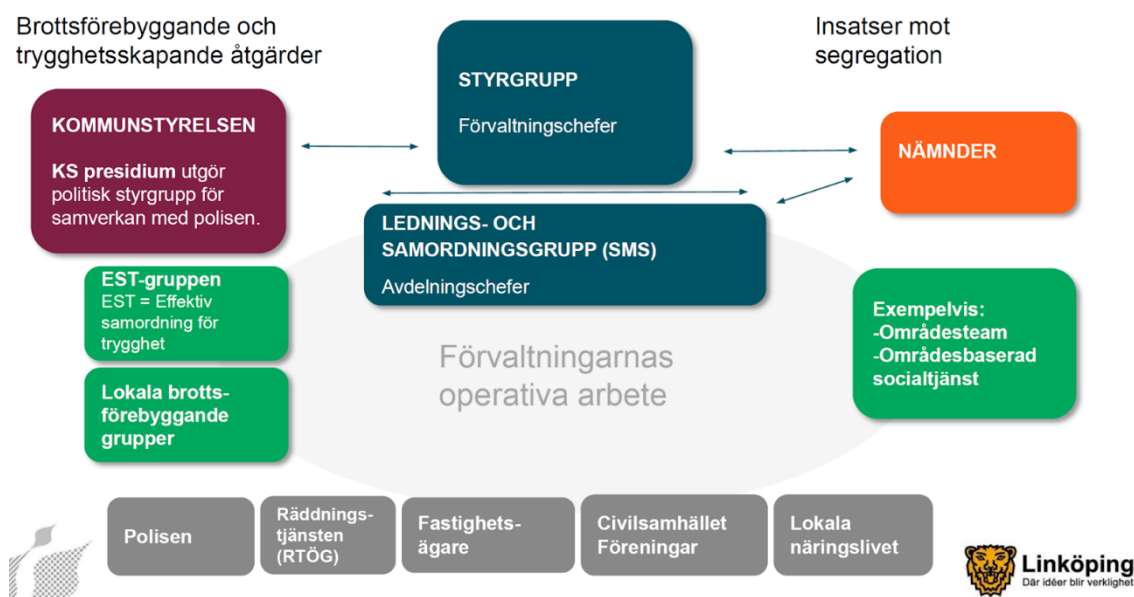 Brottsförebyggande och
trygghetsskapande åtgärder
Insatser mot
segregation
STYRGRUPP
Förvaltningschefer
KOMMUNSTYRELSEN
KS presidium utgör
politisk styrgrupp för
samverkan med polisen.
NÄMNDER
LEDNINGS- OCH
SAMORDNINGSGRUPP (SMS)
Avdelningschefer
EST-gruppen
EST = Effektiv
samordning för
trygghet
Exempelvis:
-Områdesteam
-Områdesbaserad
socialtjänst
Förvaltningarnas
operativa arbete
Lokala brotts-
förebyggande
grupper
Polisen
Räddnings-
tjänsten
(RTÖG)
Fastighets-
ägare
Civilsamhället
Föreningar
Lokala
näringslivet
Linköping
Där idéer blir verklighet